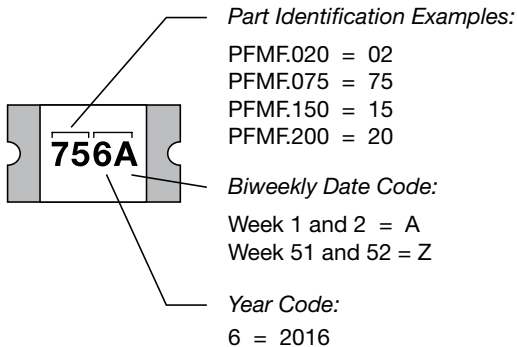 Part Identification Examples:
PFMF.020 = 02
PFMF.075 = 75
PFMF.150 = 15
PFMF.200 = 20
756A
Biweekly Date Code:
Week 1 and 2 = A
Week 51 and 52 = Z
Year Code:
6 = 2016